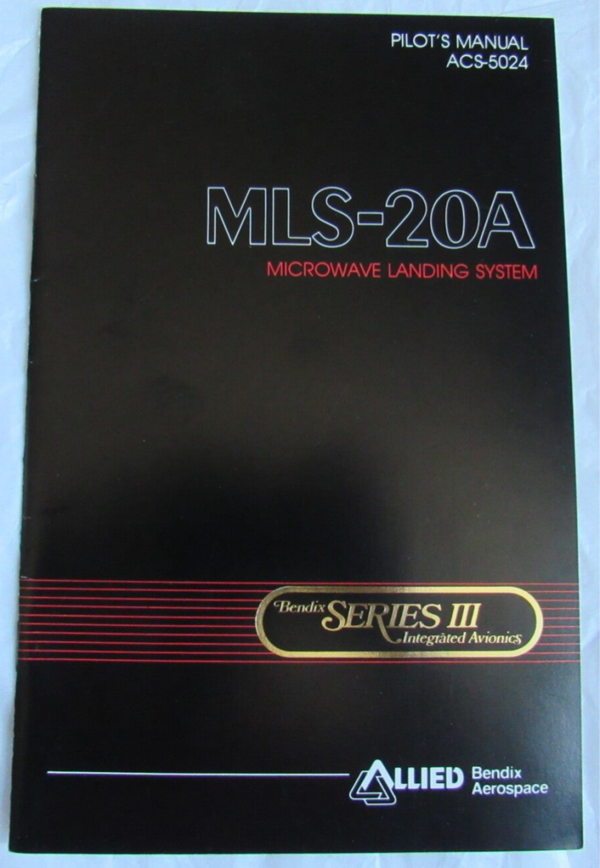 PILOT'S MANUAL
ACS-5024
MLS-20A
MICROWAVE LANDING SYSTEM
Bendix SERIES III
Integrated Avionics
ALLIED Bendix
Aerospace